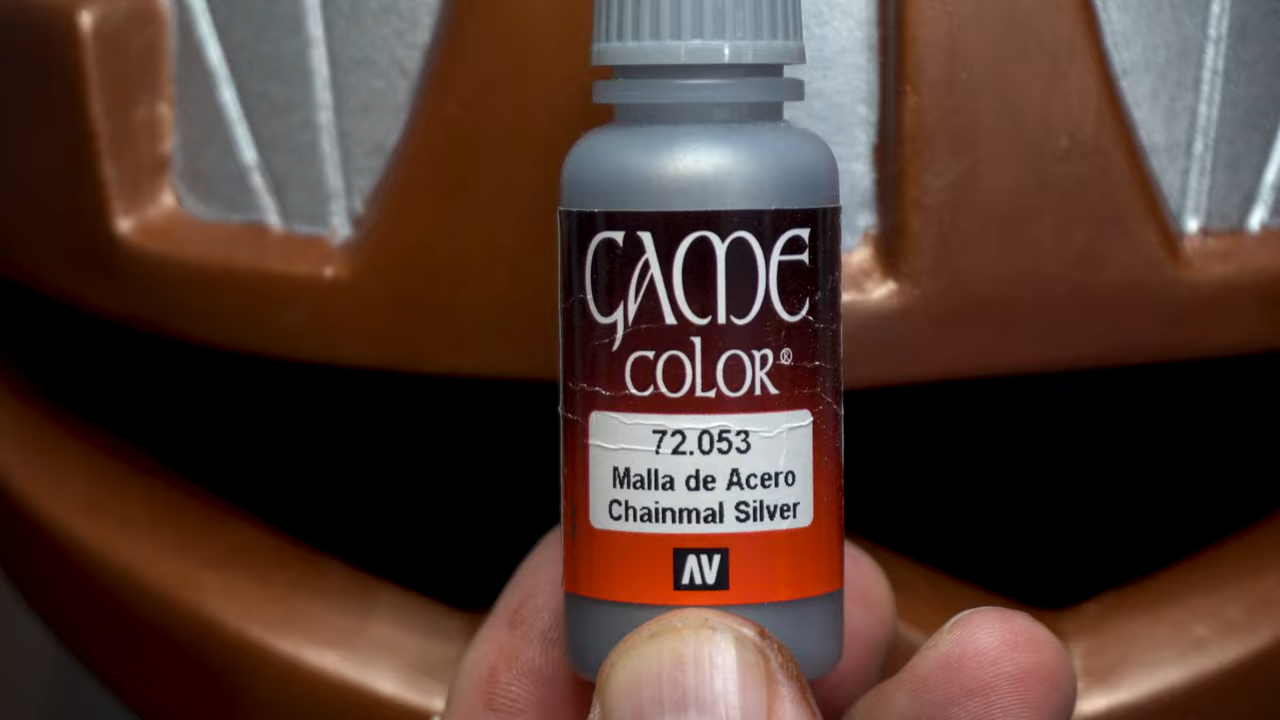 GAME
COLOR®
72.053
Malla de Acero
Chainmal Silver
AV